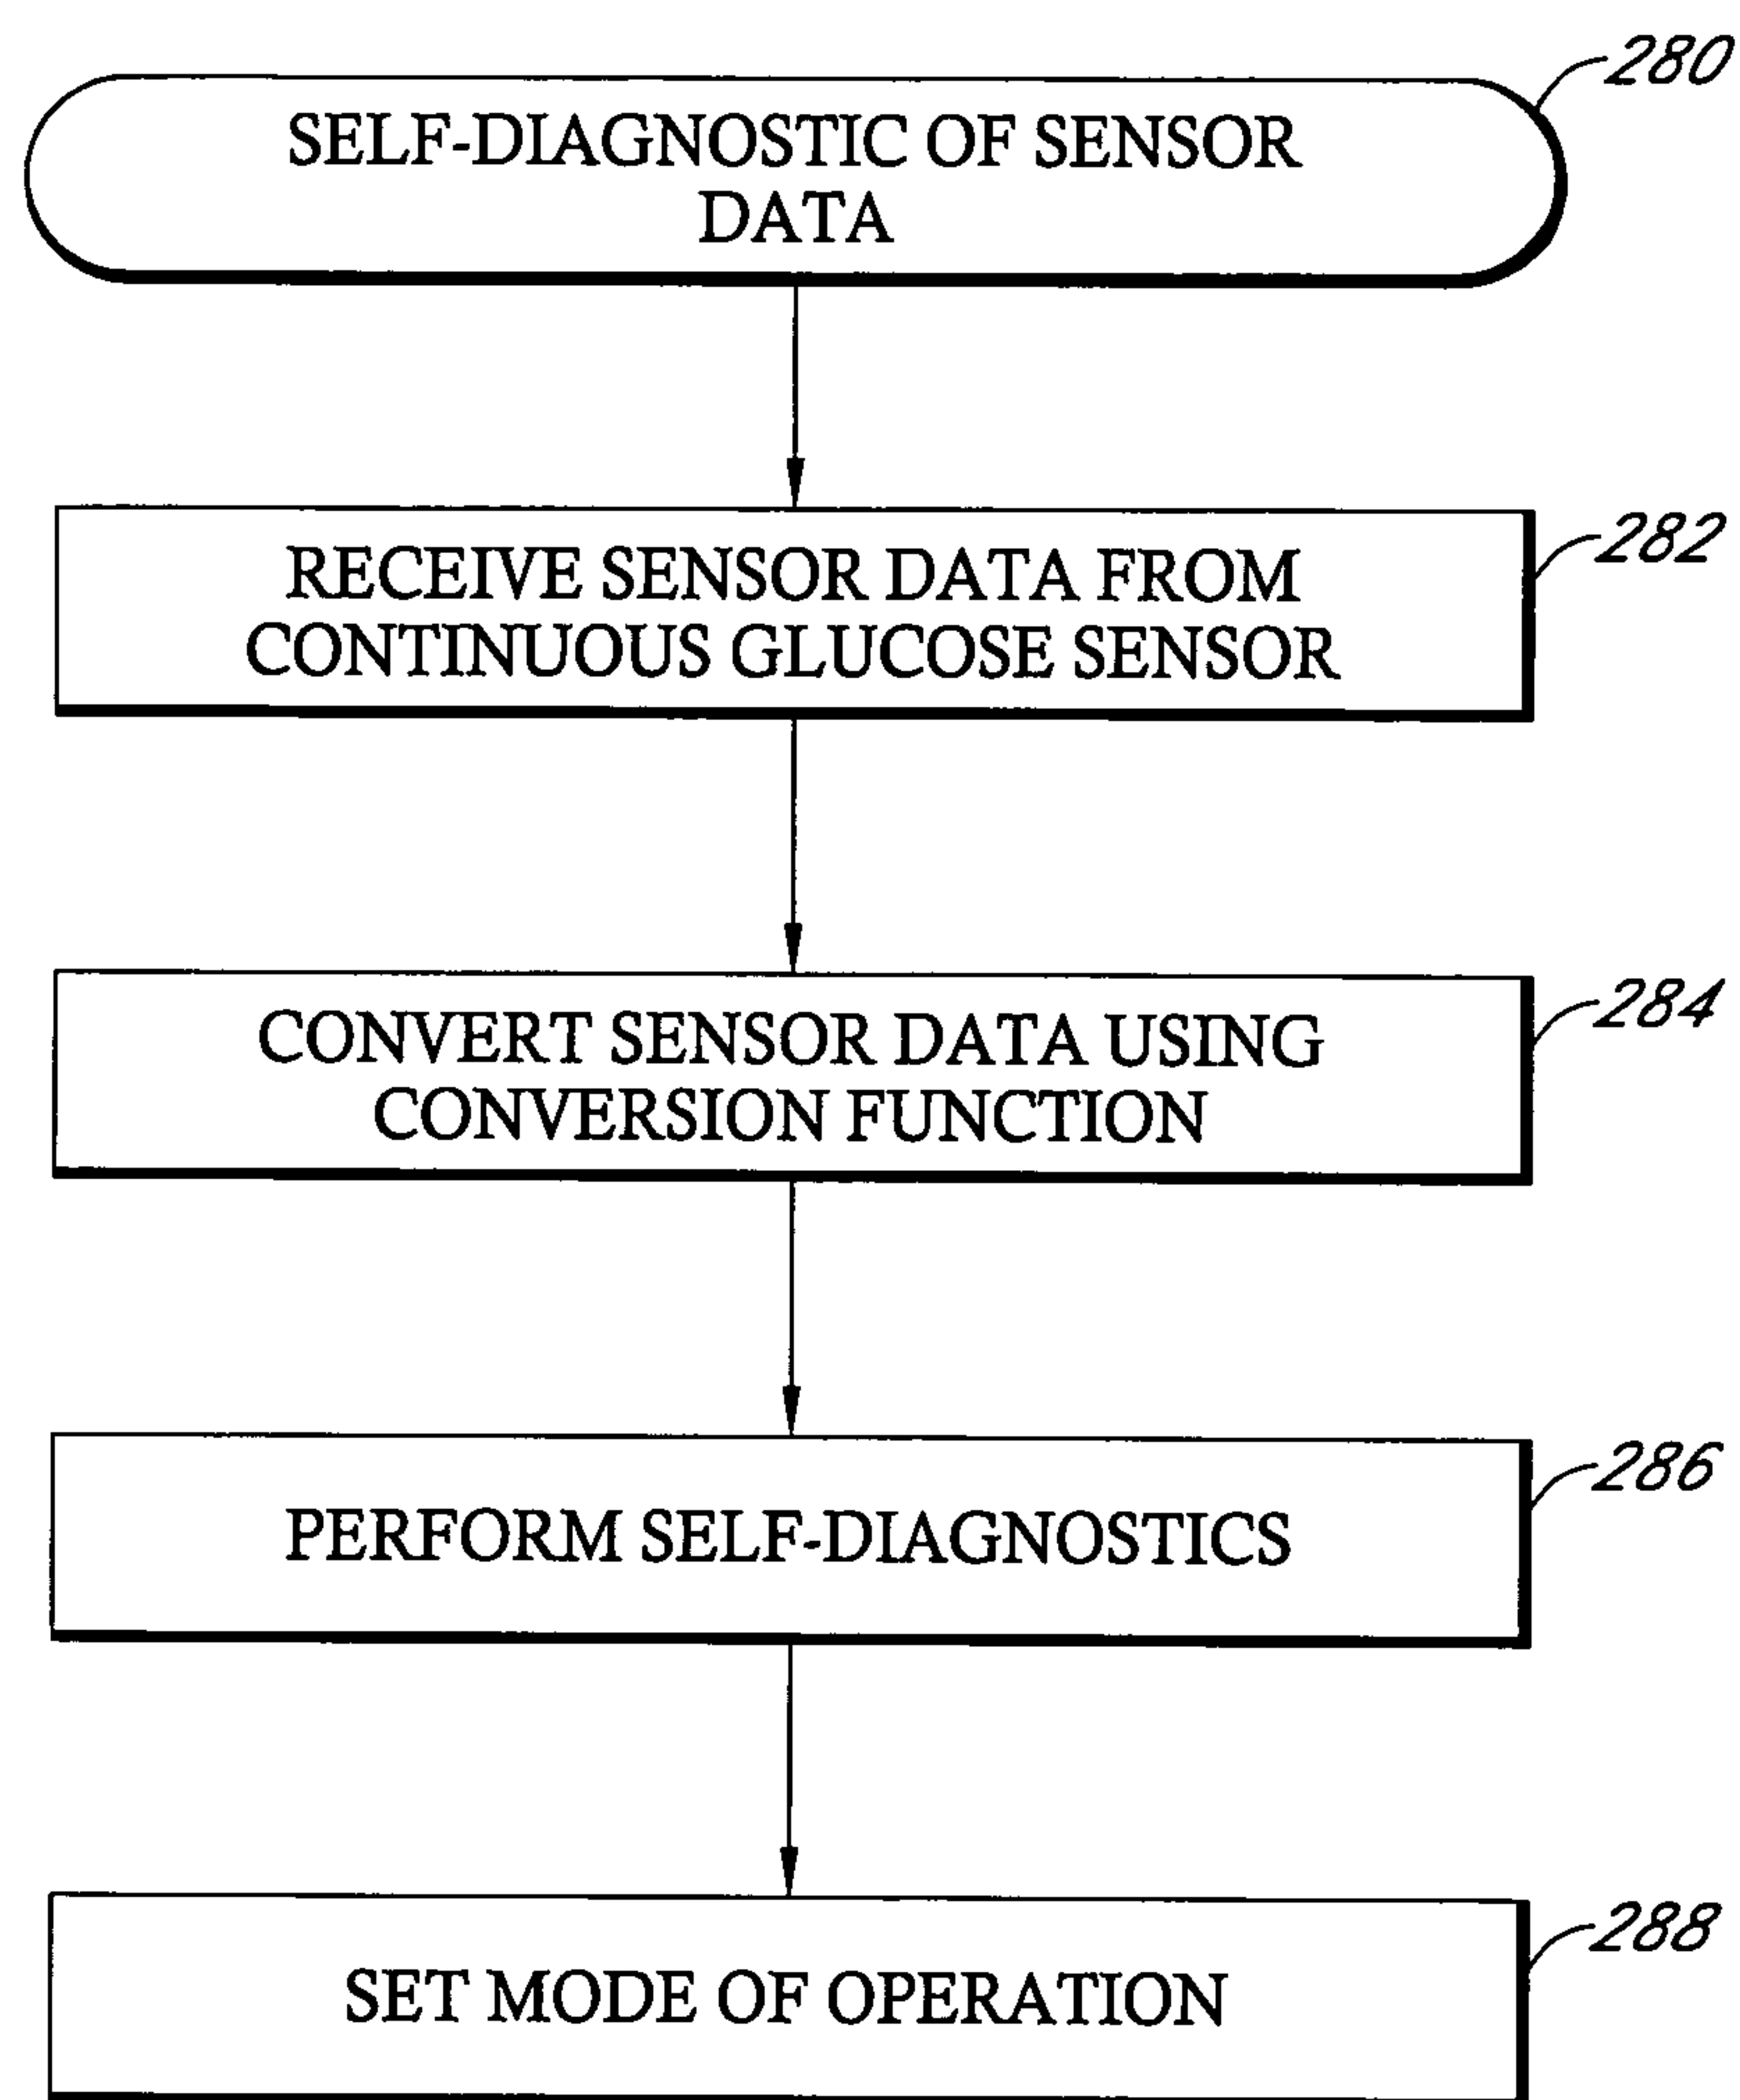 280
SELF-DIAGNOSTIC OF SENSOR
DATA
282
RECEIVE SENSOR DATA FROM
CONTINUOUS GLUCOSE SENSOR
284
CONVERT SENSOR DATA USING
CONVERSION FUNCTION
286
PERFORM SELF-DIAGNOSTICS
288
SET MODE OF OPERATION